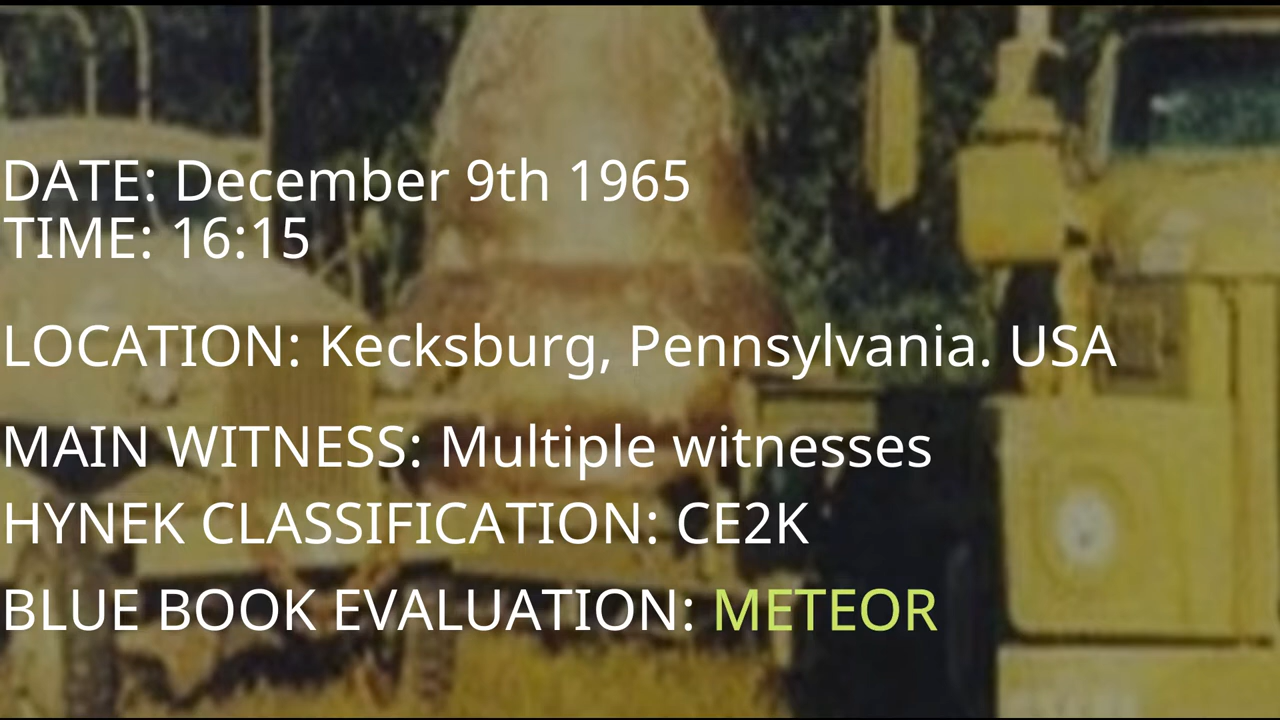 DATE: December 9th 1965
TIME: 16:15
LOCATION: Kecksburg, Pennsylvania. USA
MAIN WITNESS: Multiple witnesses
HYNEK CLASSIFICATION: CE2K
BLUE BOOK EVALUATION: METEOR